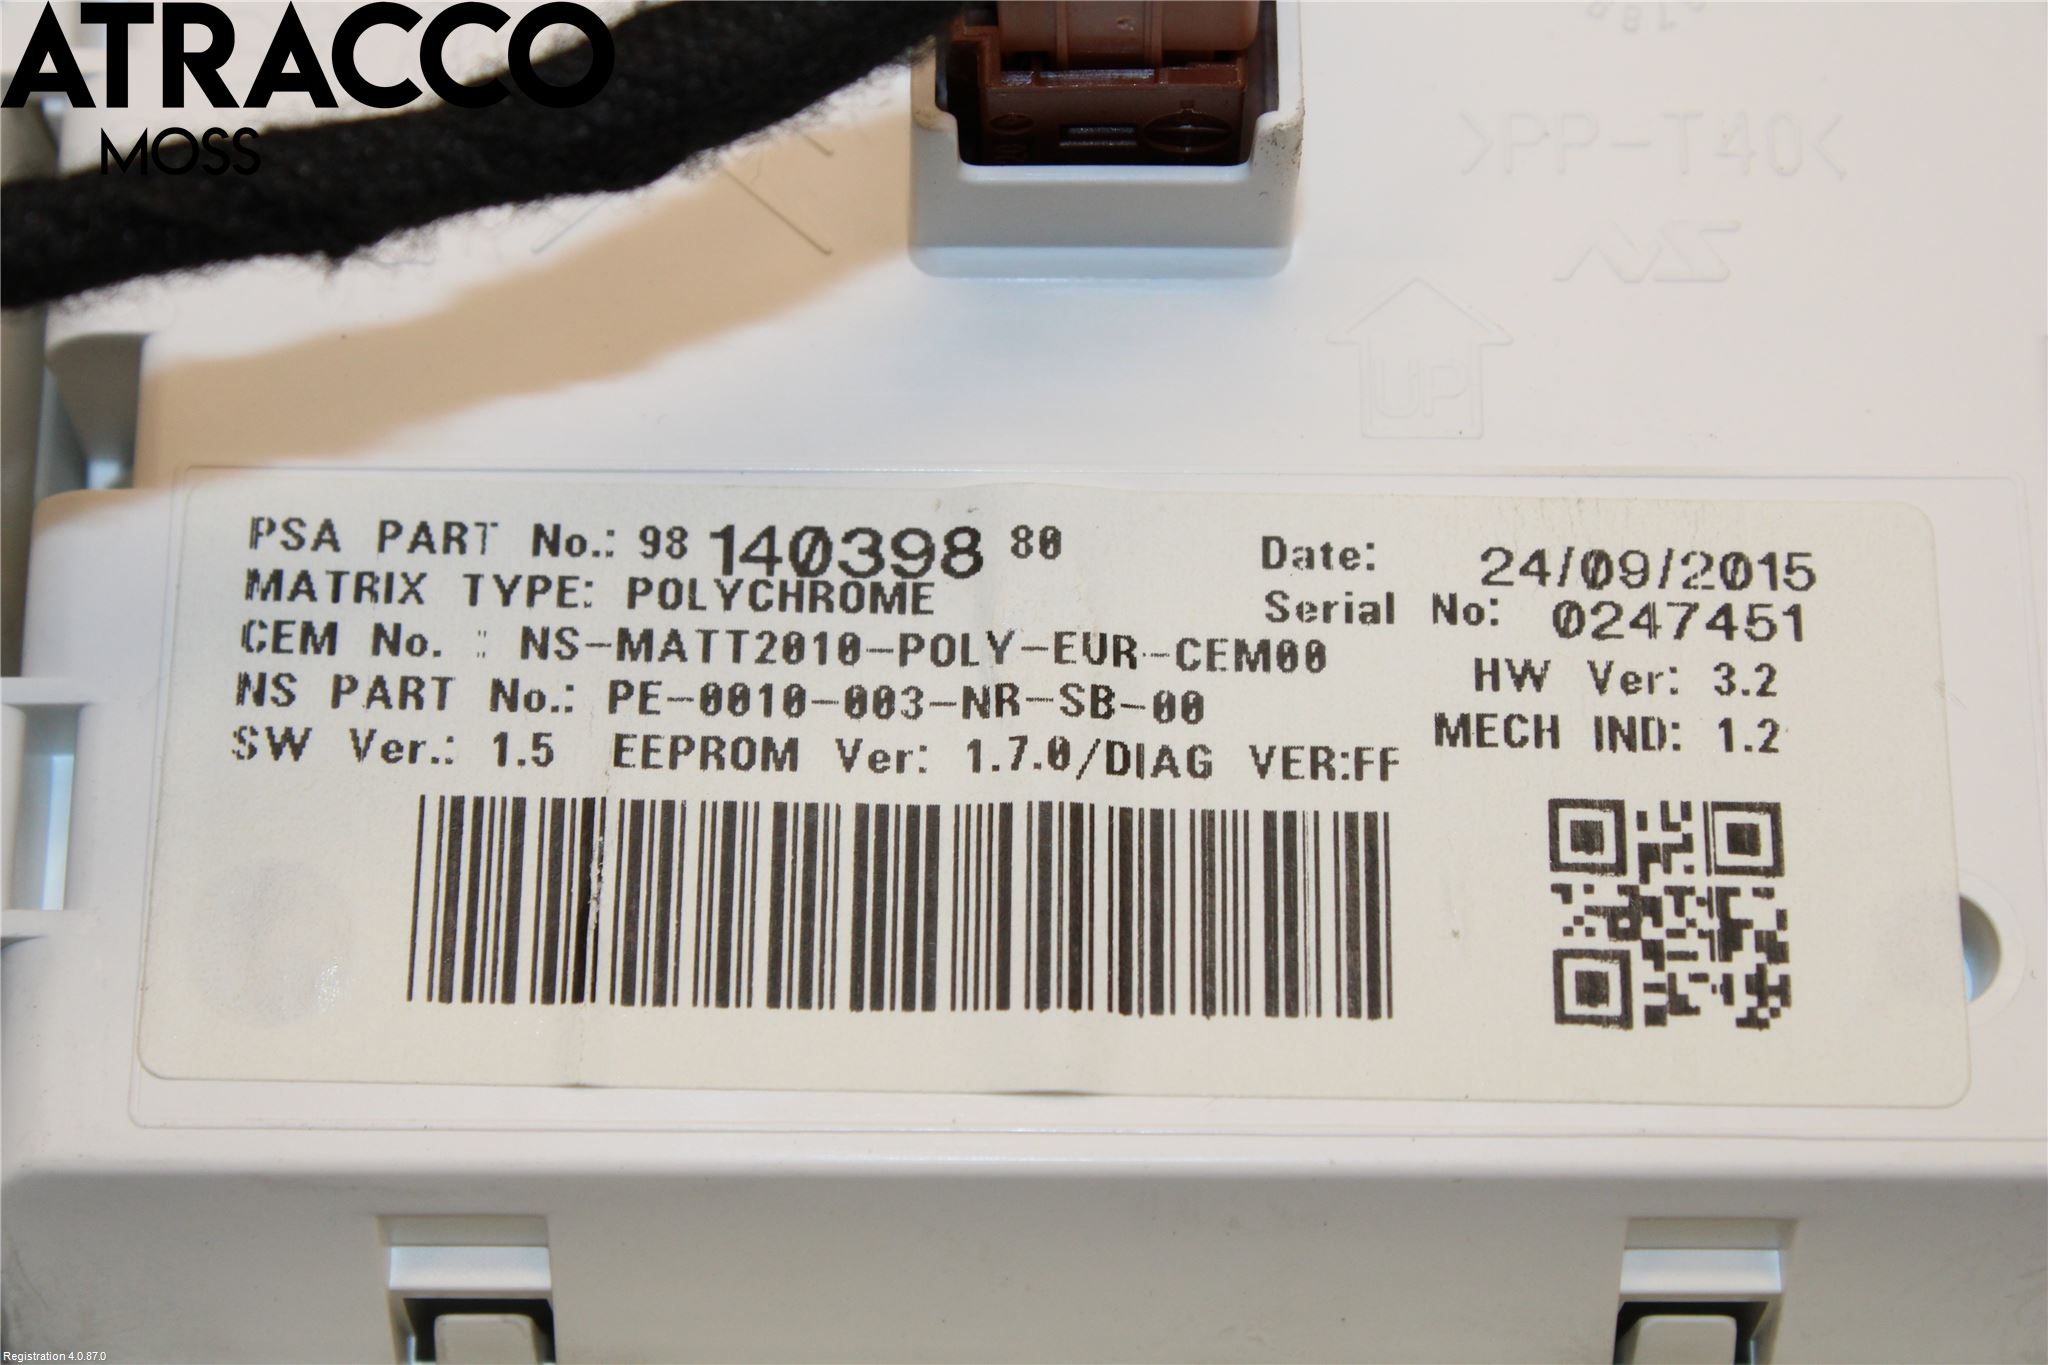 ATRACCO
MOSS
>PP-T40<
NS
UP
PSA PART No.: 98 140398 80
MATRIX TYPE: POLYCHROME
CEM No. : NS-MATT2010-POLY-EUR-CEM00
NS PART No.: PE-0010-003-NR-SB-00
SW Ver.: 1.5 EEPROM Ver: 1.7.0/DIAG VER:FF
Date: 24/09/2015
Serial No: 0247451
HW Ver: 3.2
MECH IND: 1.2
Registration 4.0.87.0